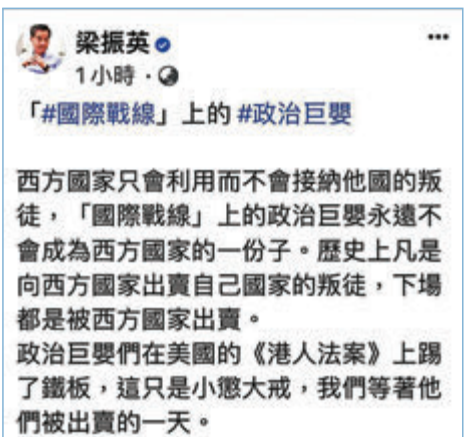 梁振英
1小時 ·
「#國際戰線」上的 #政治巨嬰
西方國家只會利用而不會接納他國的叛
徒，「國際戰線」上的政治巨嬰永遠不
會成為西方國家的一份子。歷史上凡是
向西方國家出賣自己國家的叛徒，下場
都是被西方國家出賣。
政治巨嬰們在美國的《港人法案》上踢
了鐵板，這只是小懲大戒，我們等著他
們被出賣的一天。